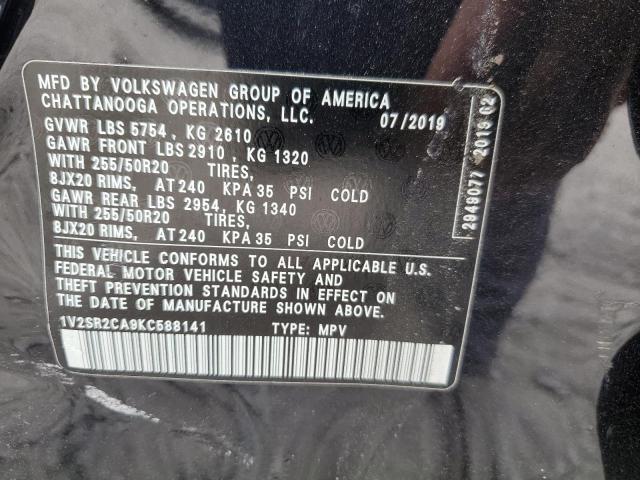 MFD BY VOLKSWAGEN GROUP OF AMERICA
CHATTANOOGA OPERATIONS, LLC. 07/2019
GVWR LBS 5754 , KG 2610
GAWR FRONT LBS 2910 , KG 1320
WITH 255/50R20 TIRES,
8JX20 RIMS, AT 240 KPA 35 PSI COLD
GAWR REAR LBS 2954, KG 1340
WITH 255/50R20 TIRES,
8JX20 RIMS, AT 240 KPA 35 PSI COLD
THIS VEHICLE CONFORMS TO ALL APPLICABLE U.S.
FEDERAL MOTOR VEHICLE SAFETY AND
THEFT PREVENTION STANDARDS IN EFFECT ON
DATE OF MANUFACTURE SHOWN ABOVE.
1V2SR2CA9KC588141 TYPE: MPV
2949077 2019 G2